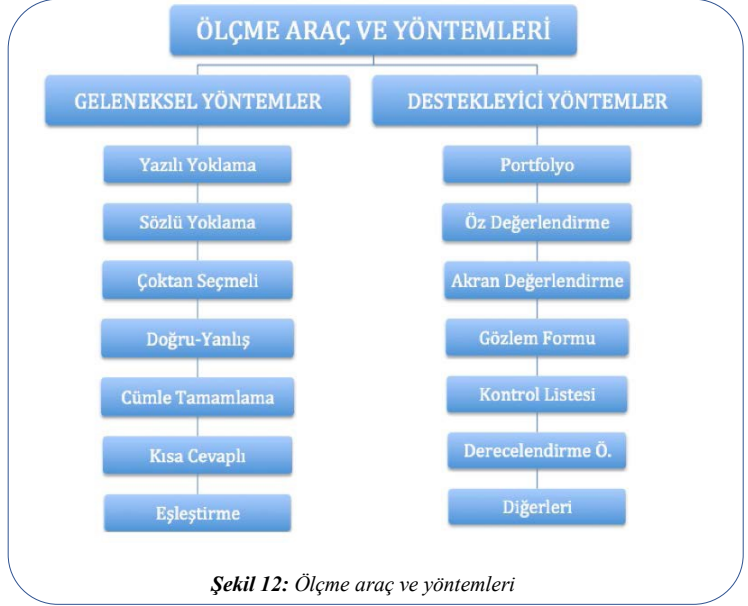 ÖLÇME ARAÇ VE YÖNTEMLERİ
GELENEKSEL YÖNTEMLER
Yazılı Yoklama
Sözlü Yoklama
Çoktan Seçmeli
Doğru-Yanlış
Cümle Tamamlama
Kısa Cevaplı
Eşleştirme
DESTEKLEYİCİ YÖNTEMLER
Portfolyo
Öz Değerlendirme
Akran Değerlendirme
Gözlem Formu
Kontrol Listesi
Derecelendirme Ö.
Diğerleri
Şekil 12: Ölçme araç ve yöntemleri